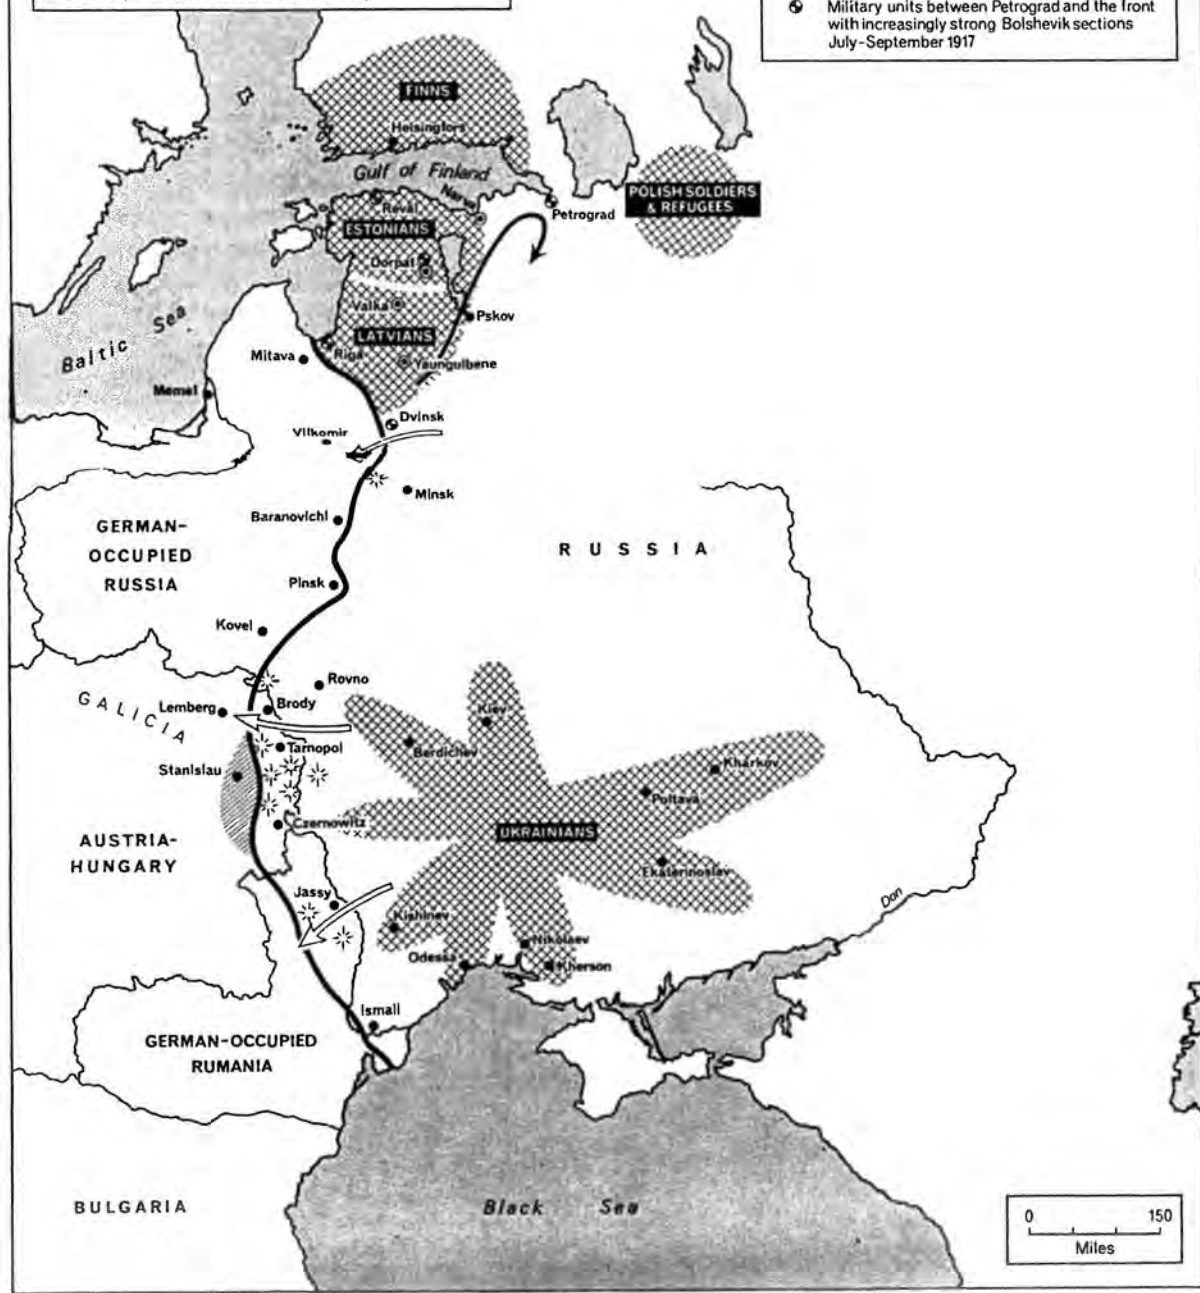 Military units between Petrograd and the front
with increasingly strong Bolshevik sections
July-September 1917
FINNS
Helsingfors
Gulf of Finland
Narva
POLISH SOLDIERS
& REFUGEES
Petrograd
Reval
ESTONIANS
Dorpat
Baltic Sea
Valka
Pskov
LATVIANS
Mitava
Riga
Yaungulbene
Memel
Dvinsk
Vilkomir
Minsk
Baranovichi
GERMAN-
OCCUPIED
RUSSIA
RUSSIA
Pinsk
Kovel
Rovno
GALICIA
Lemberg
Brody
Kiev
Berdichev
Tarnopol
Kharkov
Stanislau
Poltava
Czernowitz
UKRAINIANS
AUSTRIA-
HUNGARY
Ekaterinoslav
Jassy
Don
Kishinev
Nikolaev
Odessa
Kherson
Ismail
GERMAN-OCCUPIED
RUMANIA
BULGARIA
Black Sea
0 150
Miles